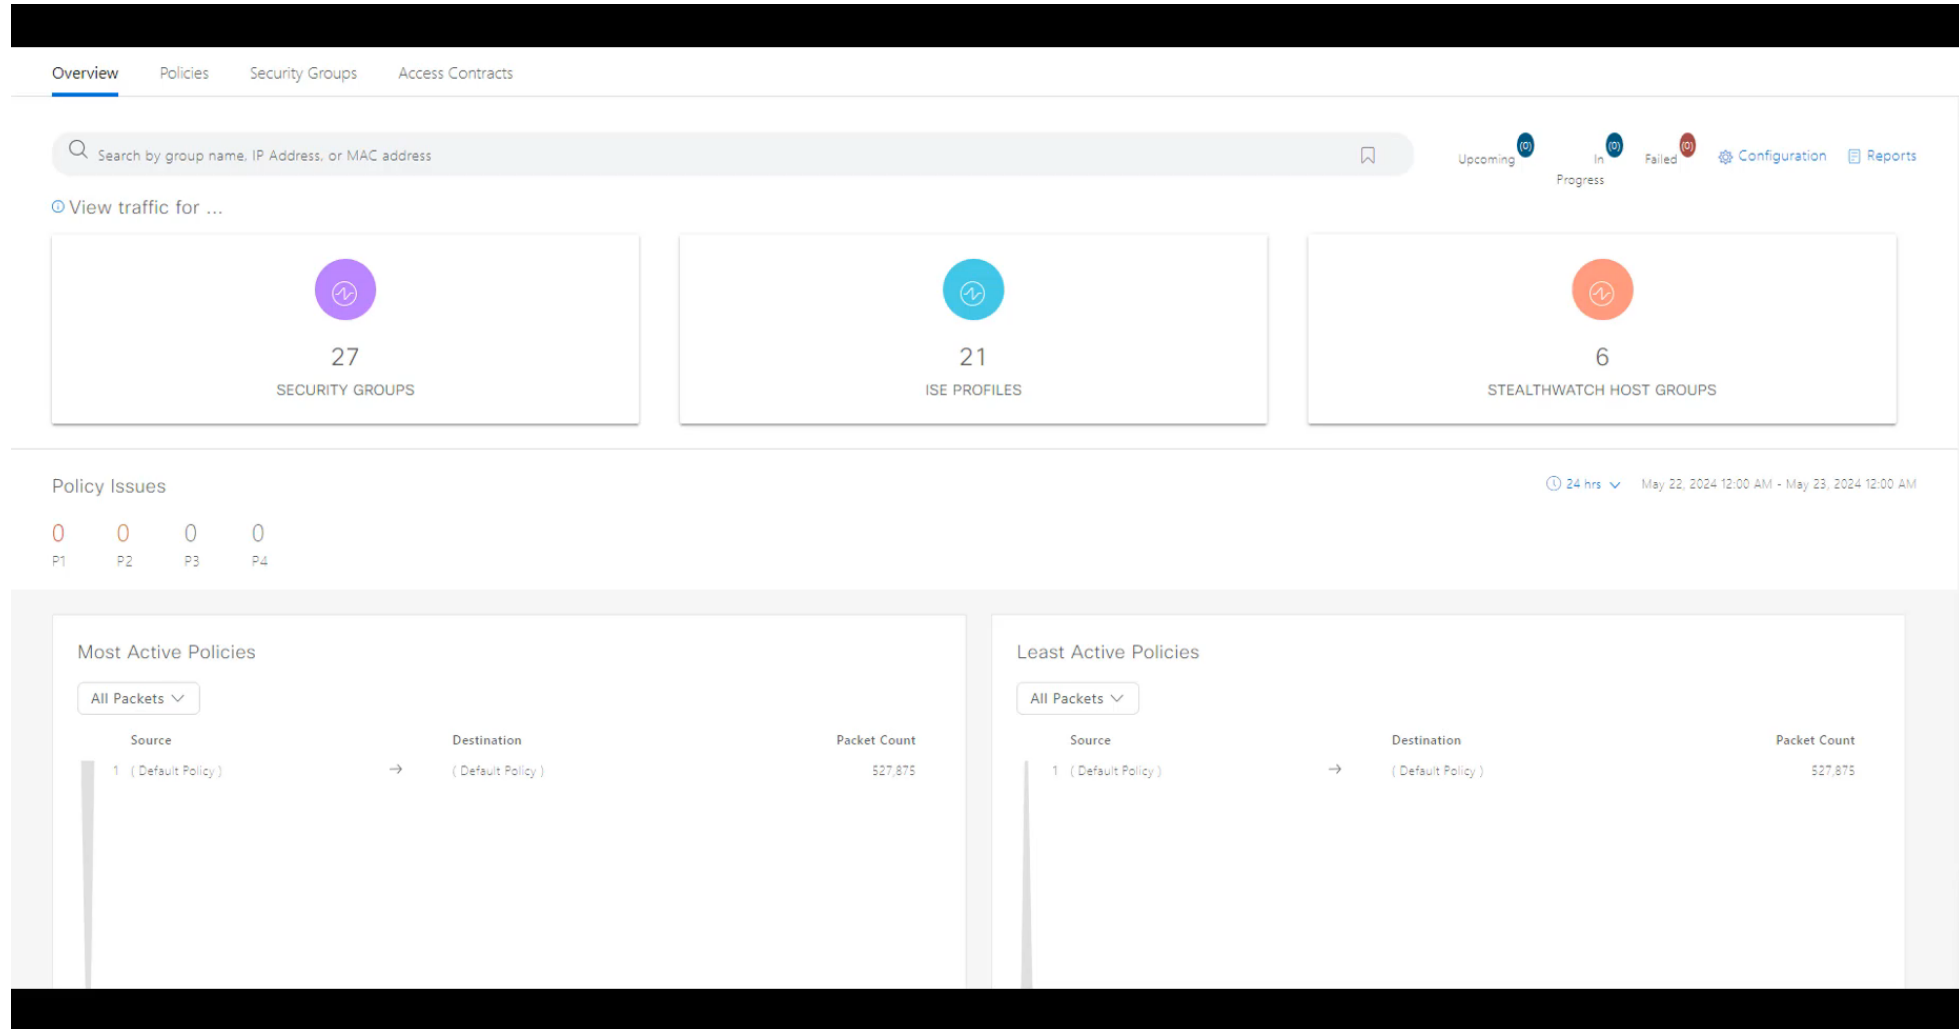 Overview Policies Security Groups Access Contracts
Search by group name, IP Address, or MAC address
Upcoming (0) In Progress (0) Failed (0) Configuration Reports
View traffic for ...
27 21 6
SECURITY GROUPS ISE PROFILES STEALTHWATCH HOST GROUPS
Policy Issues 24 hrs May 22, 2024 12:00 AM - May 23, 2024 12:00 AM
0 0 0 0
P1 P2 P3 P4
Most Active Policies
All Packets
Source Destination Packet Count
1 ( Default Policy ) → ( Default Policy ) 527,875
Least Active Policies
All Packets
Source Destination Packet Count
1 ( Default Policy ) → ( Default Policy ) 527,875